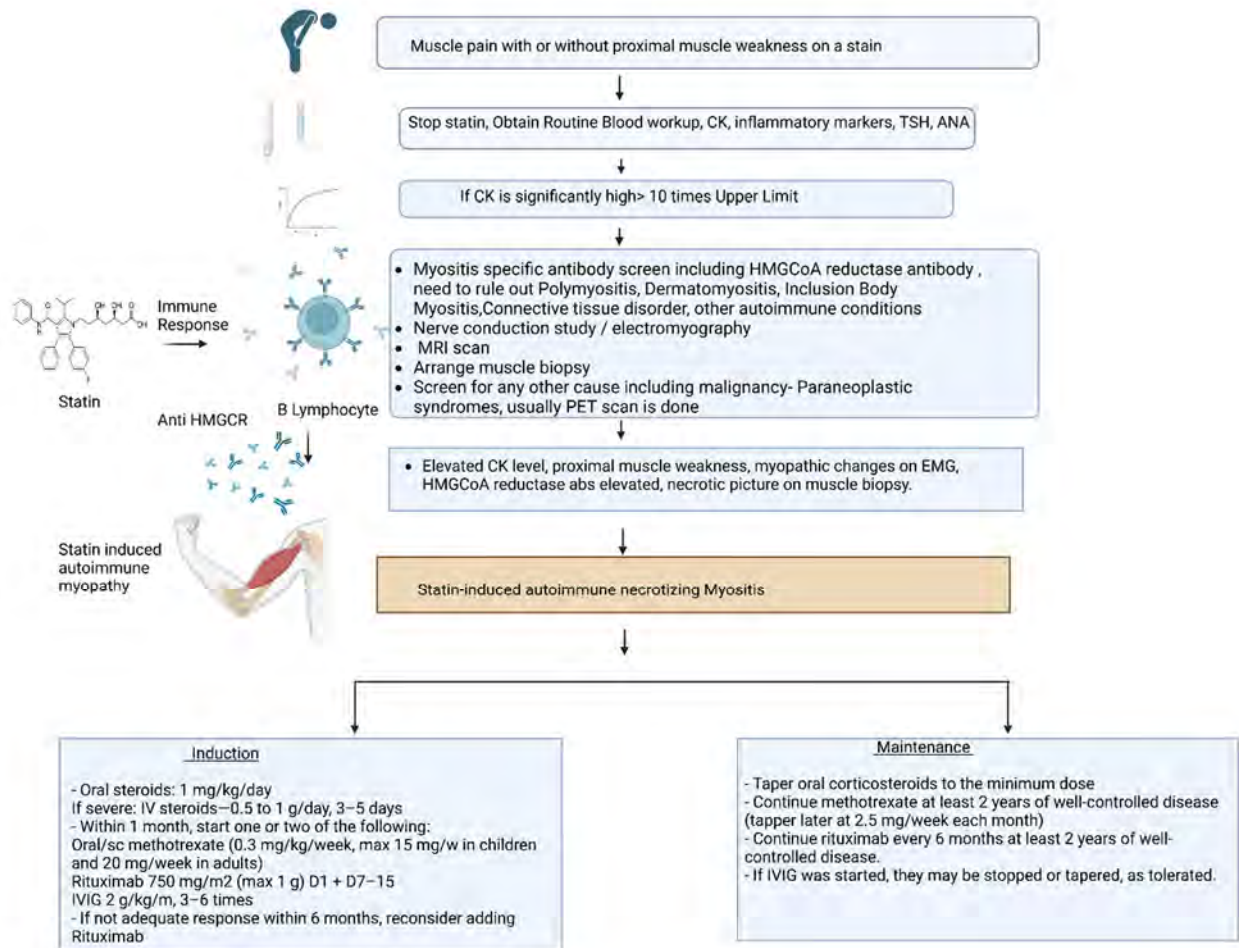 Muscle pain with or without proximal muscle weakness on a stain
Stop statin, Obtain Routine Blood workup, CK, inflammatory markers, TSH, ANA
If CK is significantly high> 10 times Upper Limit
• Myositis specific antibody screen including HMGCoA reductase antibody ,
need to rule out Polymyositis, Dermatomyositis, Inclusion Body
Myositis,Connective tissue disorder, other autoimmune conditions
• Nerve conduction study / electromyography
• MRI scan
• Arrange muscle biopsy
• Screen for any other cause including malignancy- Paraneoplastic
syndromes, usually PET scan is done
Immune
Response
Statin
Anti HMGCR
B Lymphocyte
• Elevated CK level, proximal muscle weakness, myopathic changes on EMG,
HMGCoA reductase abs elevated, necrotic picture on muscle biopsy.
Statin induced
autoimmune
myopathy
Statin-induced autoimmune necrotizing Myositis
Induction
- Oral steroids: 1 mg/kg/day
If severe: IV steroids—0.5 to 1 g/day, 3–5 days
- Within 1 month, start one or two of the following:
Oral/sc methotrexate (0.3 mg/kg/week, max 15 mg/w in children
and 20 mg/week in adults)
Rituximab 750 mg/m2 (max 1 g) D1 + D7–15
IVIG 2 g/kg/m, 3–6 times
- If not adequate response within 6 months, reconsider adding
Rituximab
Maintenance
- Taper oral corticosteroids to the minimum dose
- Continue methotrexate at least 2 years of well-controlled disease
(tapper later at 2.5 mg/week each month)
- Continue rituximab every 6 months at least 2 years of well-
controlled disease.
- If IVIG was started, they may be stopped or tapered, as tolerated.